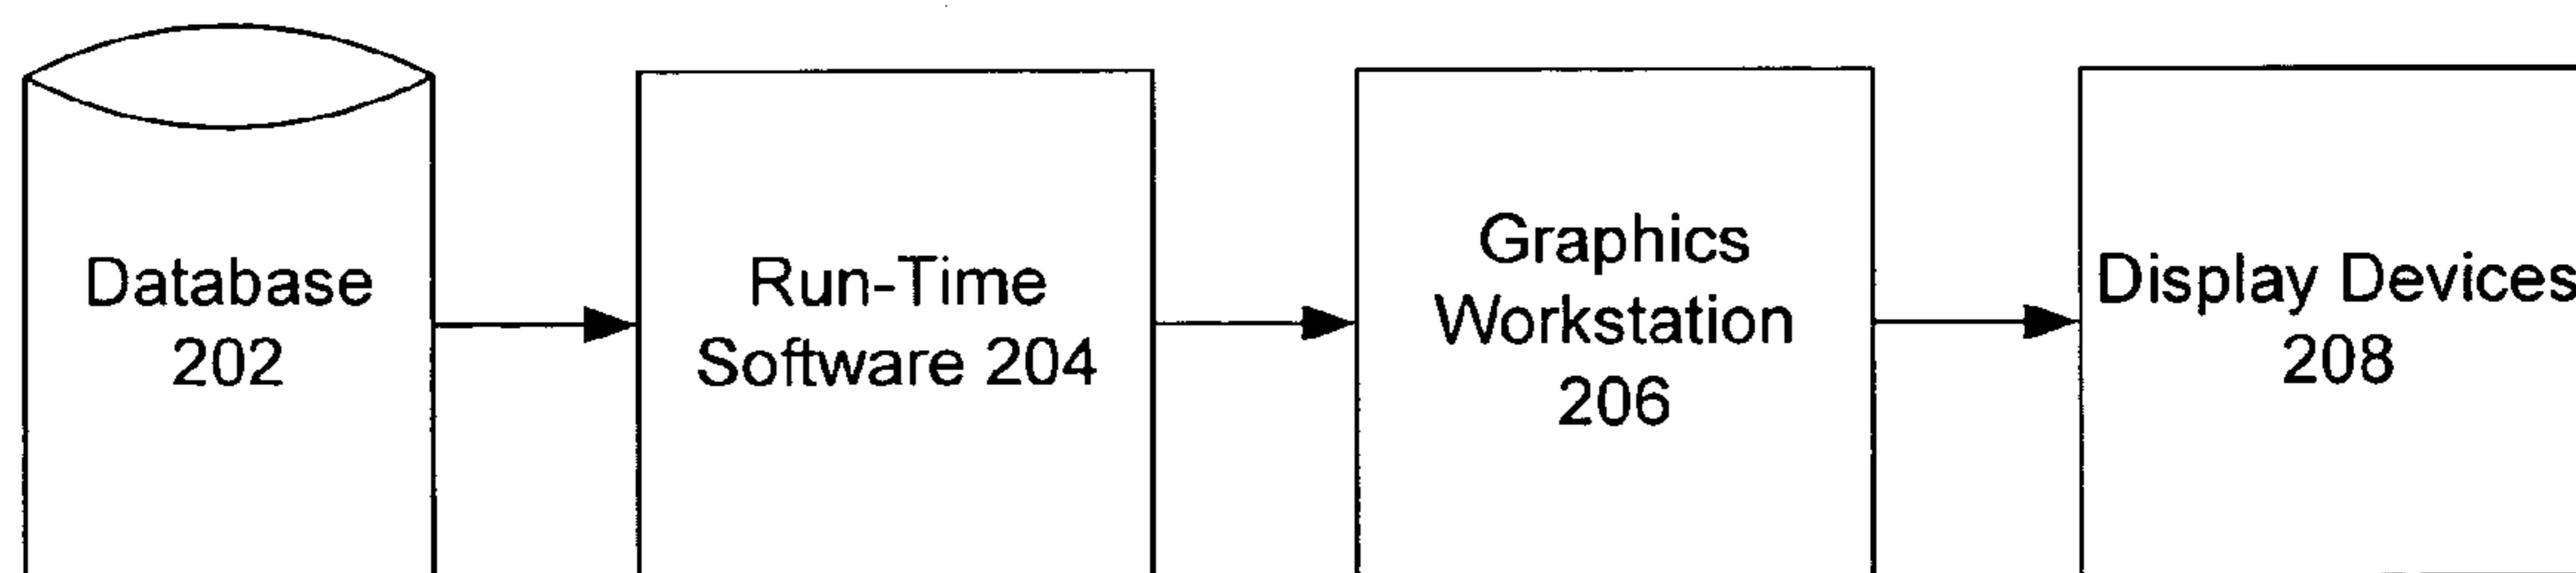 Database
202
Run-Time
Software 204
Graphics
Workstation
206
Display Devices
208